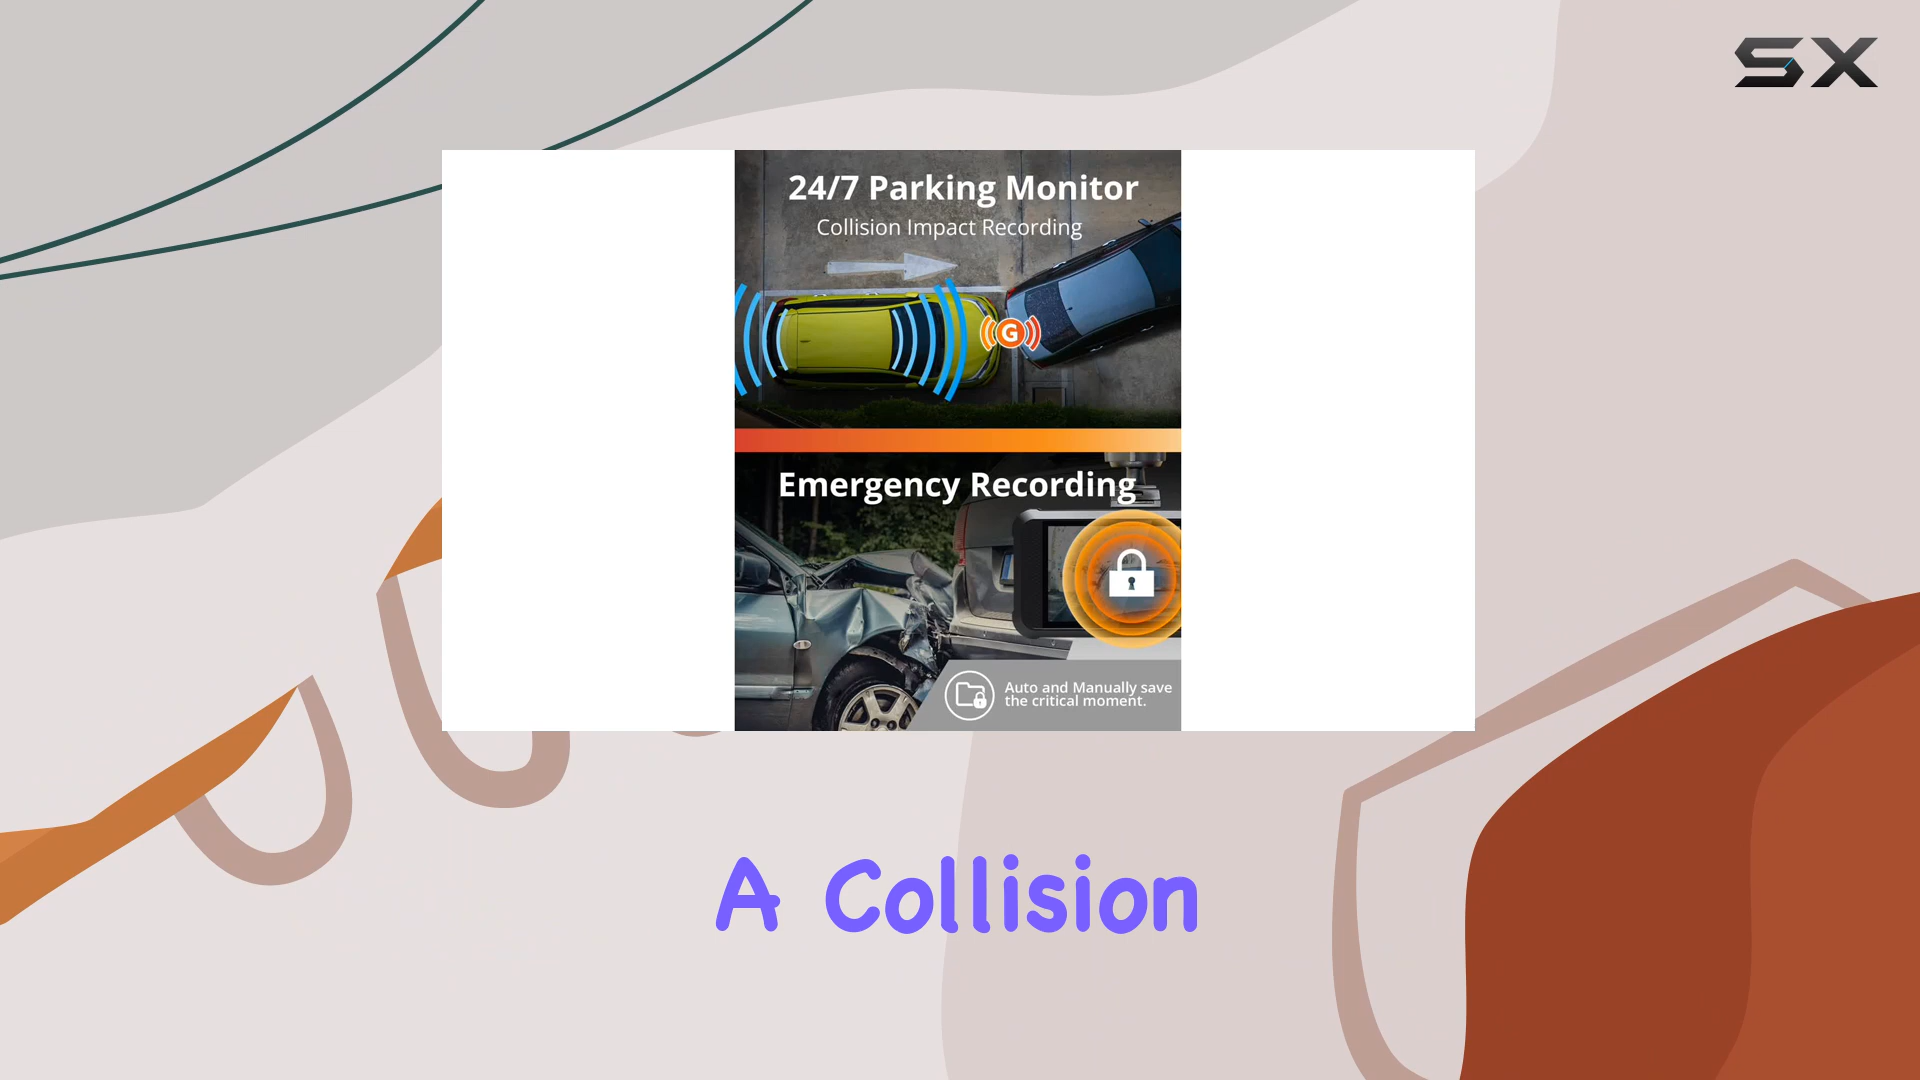 SX
24/7 Parking Monitor
Collision Impact Recording
G
Emergency Recording
Auto and Manually save
the critical moment.
A Collision